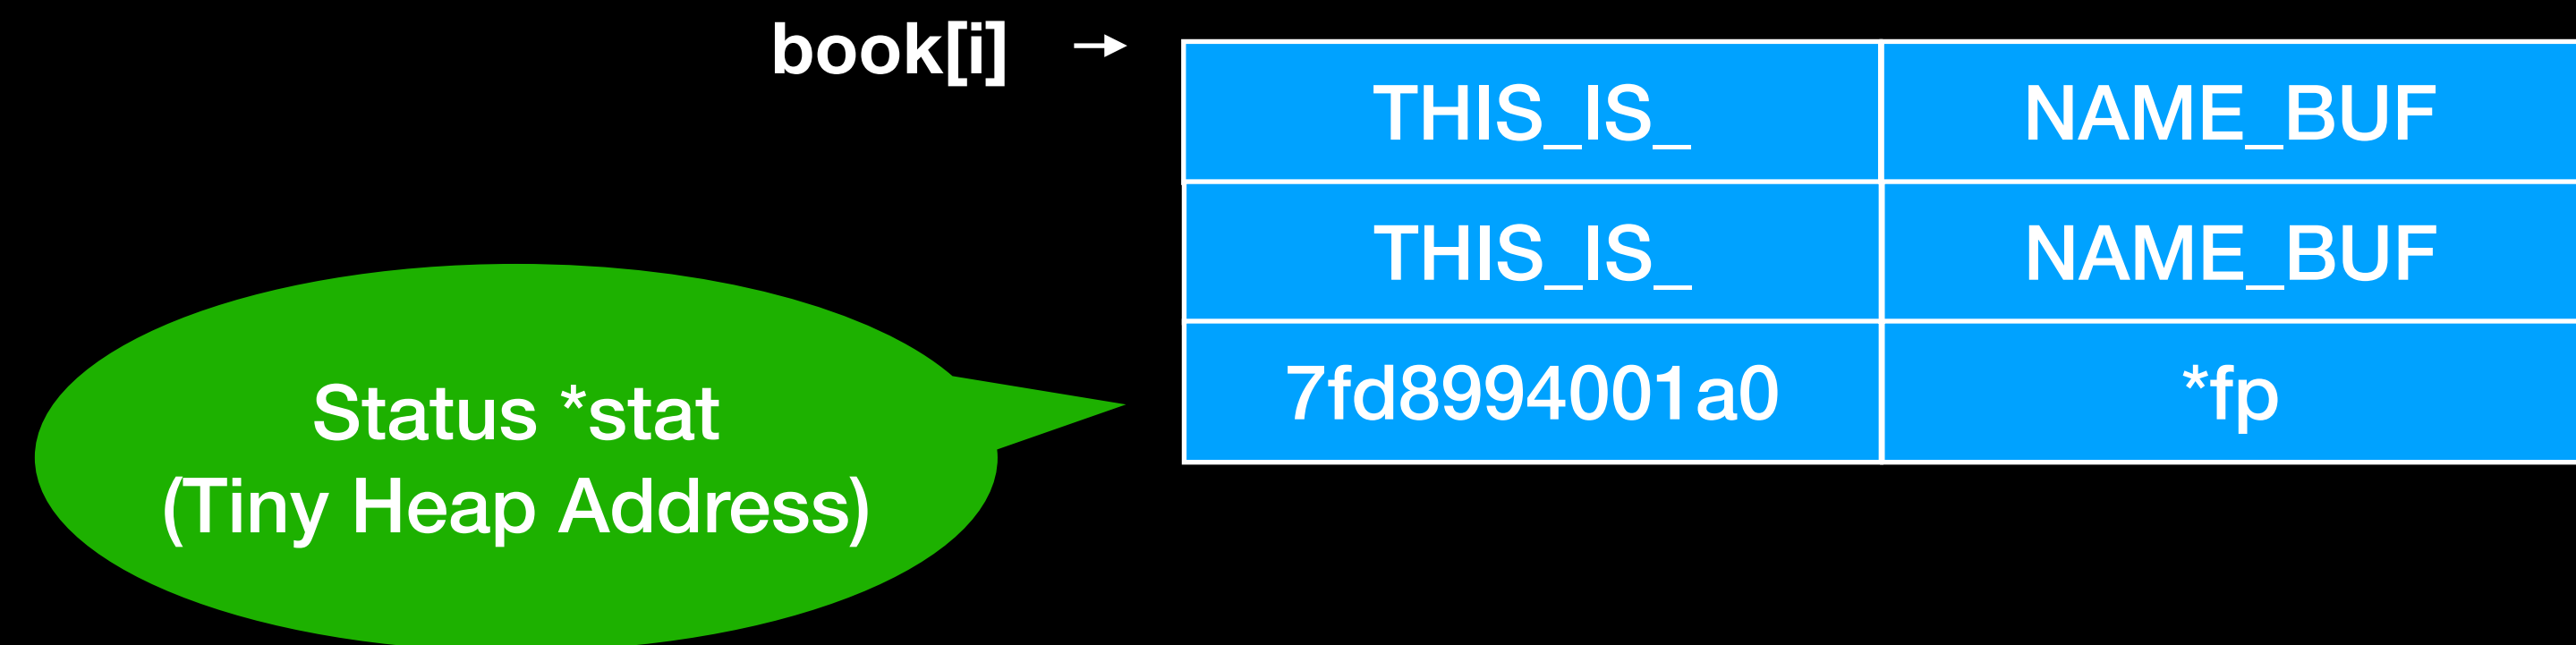 book[i] →
THIS_IS_ NAME_BUF
THIS_IS_ NAME_BUF
7fd8994001a0 *fp
Status *stat
(Tiny Heap Address)